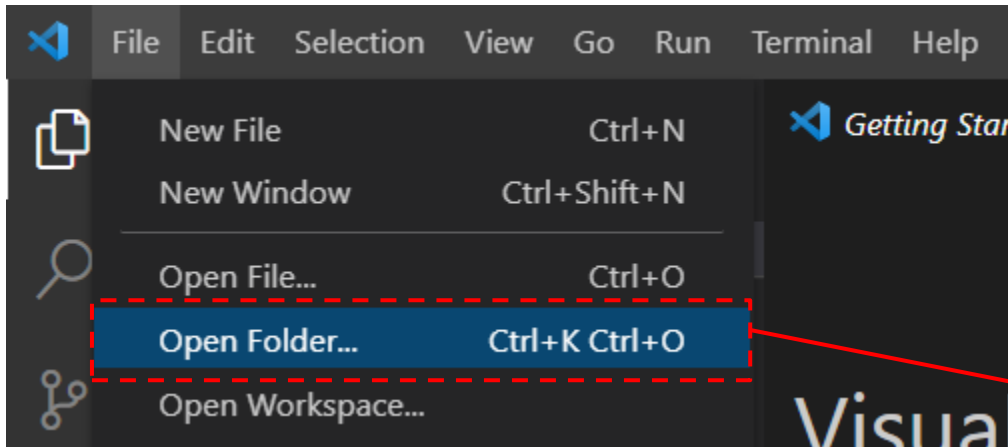 File Edit Selection View Go Run Terminal Help
New File Ctrl+N
Getting
New Window Ctrl+Shift+N
Open File... Ctrl+O
Open Folder... Ctrl+K Ctrl+O
Open Workspace...